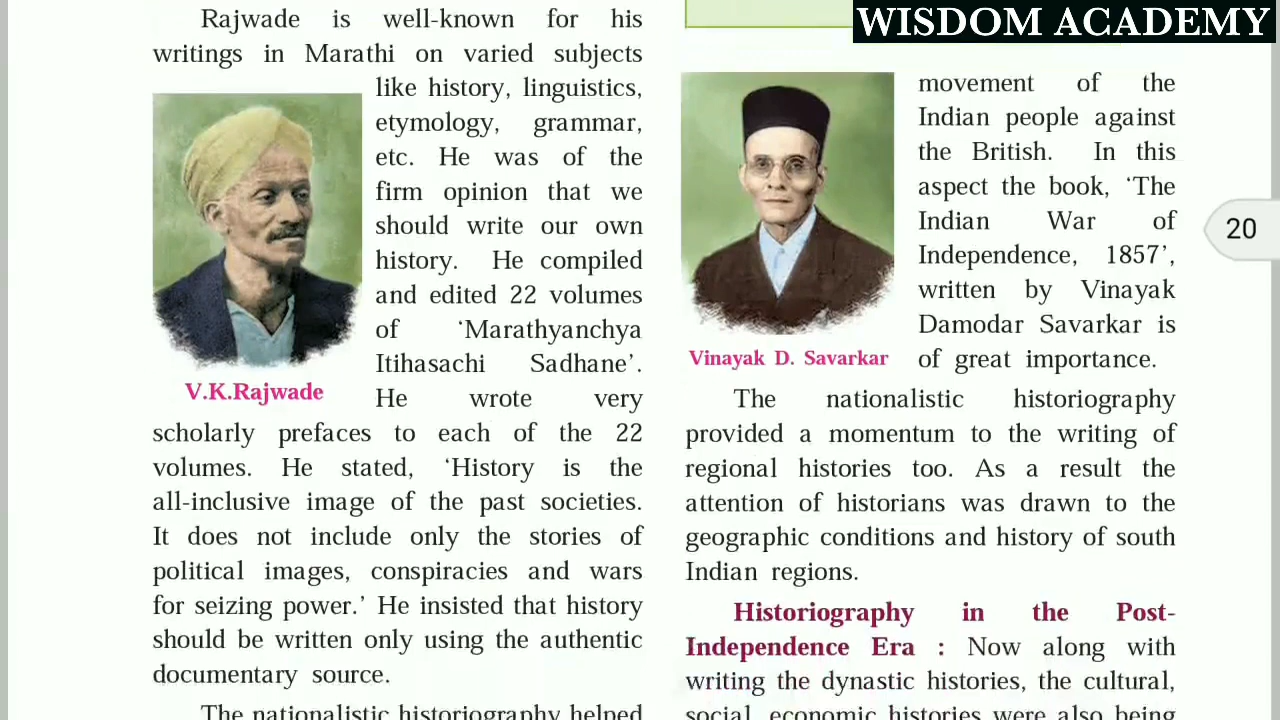 WISDOM ACADEMY
Rajwade is well-known for his
writings in Marathi on varied subjects
like history, linguistics,
etymology, grammar,
etc. He was of the
firm opinion that we
should write our own
history. He compiled
and edited 22 volumes
of ‘Marathyanchya
Itihasachi Sadhane’.
He wrote very
V.K.Rajwade
scholarly prefaces to each of the 22
volumes. He stated, ‘History is the
all-inclusive image of the past societies.
It does not include only the stories of
political images, conspiracies and wars
for seizing power.’ He insisted that history
should be written only using the authentic
documentary source.
The nationalistic historiography helped
movement of the
Indian people against
the British. In this
aspect the book, ‘The
Indian War of
Independence, 1857’,
written by Vinayak
Damodar Savarkar is
of great importance.
Vinayak D. Savarkar
The nationalistic historiography
provided a momentum to the writing of
regional histories too. As a result the
attention of historians was drawn to the
geographic conditions and history of south
Indian regions.
Historiography in the Post-
Independence Era : Now along with
writing the dynastic histories, the cultural,
social, economic histories were also being
20